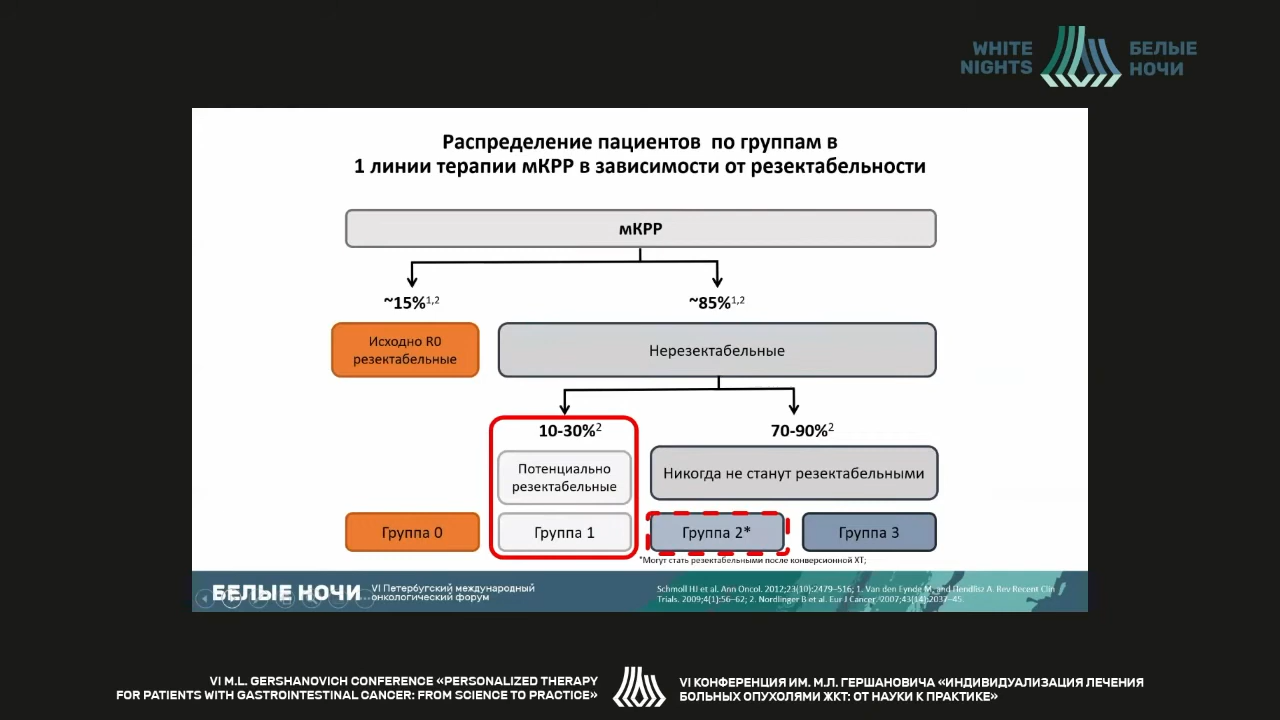 WHITE
NIGHTS
БЕЛЫЕ
НОЧИ
Распределение пациентов по группам в
1 линии терапии мКРР в зависимости от резектабельности
мКРР
~15%1,2
~85%1,2
Исходно R0
резектабельные
Нерезектабельные
10-30%2
70-90%2
Потенциально
резектабельные
Никогда не станут резектабельными
Группа 0
Группа 1
Группа 2*
Группа 3
*Могут стать резектабельными после конверсионной ХТ;
БЕЛЫЕ НОЧИ
VI Петербугский международный
онкологический форум
Schmoll HJ et al. Ann Oncol. 2012;23(10):2479–516; 1. Van den Eynde M, and Hendlisz A. Rev Recent Clin
Trials. 2009;4(1):56–62; 2. Nordlinger B et al. Eur J Cancer. 2007;43(14):2037–45.
VI M.L. GERSHANOVICH CONFERENCE «PERSONALIZED THERAPY
FOR PATIENTS WITH GASTROINTESTINAL CANCER: FROM SCIENCE TO PRACTICE»
VI КОНФЕРЕНЦИЯ ИМ. М.Л. ГЕРШАНОВИЧА «ИНДИВИДУАЛИЗАЦИЯ ЛЕЧЕНИЯ
БОЛЬНЫХ ОПУХОЛЯМИ ЖКТ: ОТ НАУКИ К ПРАКТИКЕ»